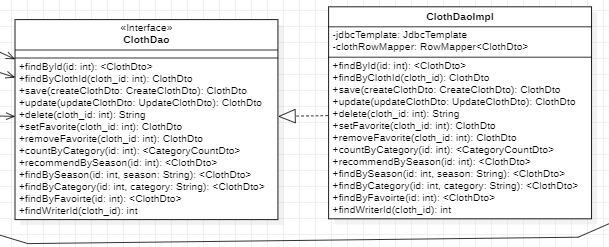 «Interface»
ClothDao
+findById(id: int): <ClothDto>
+findByClothId(cloth_id: int): ClothDto
+save(createClothDto: CreateClothDto): ClothDto
+update(updateClothDto: UpdateClothDto): ClothDto
+delete(cloth_id: int): String
+setFavorite(cloth_id: int): ClothDto
+removeFavorite(cloth_id: int): ClothDto
+countByCategory(id: int): <CategoryCountDto>
+recommendBySeason(id: int): <ClothDto>
+findBySeason(id: int, season: String): <ClothDto>
+findByCategory(id: int, category: String): <ClothDto>
+findByFavoirte(id: int): <ClothDto>
+findWriterId(cloth_id): int
ClothDaoImpl
-jdbcTemplate: JdbcTemplate
-clothRowMapper: RowMapper<ClothDto>
+findById(id: int): <ClothDto>
+findByClothId(cloth_id: int): ClothDto
+save(createClothDto: CreateClothDto): ClothDto
+update(updateClothDto: UpdateClothDto): ClothDto
+delete(cloth_id: int): String
+setFavorite(cloth_id: int): ClothDto
+removeFavorite(cloth_id: int): ClothDto
+countByCategory(id: int): <CategoryCountDto>
+recommendBySeason(id: int): <ClothDto>
+findBySeason(id: int, season: String): <ClothDto>
+findByCategory(id: int, category: String): <ClothDto>
+findByFavoirte(id: int): <ClothDto>
+findWriterId(cloth_id): int